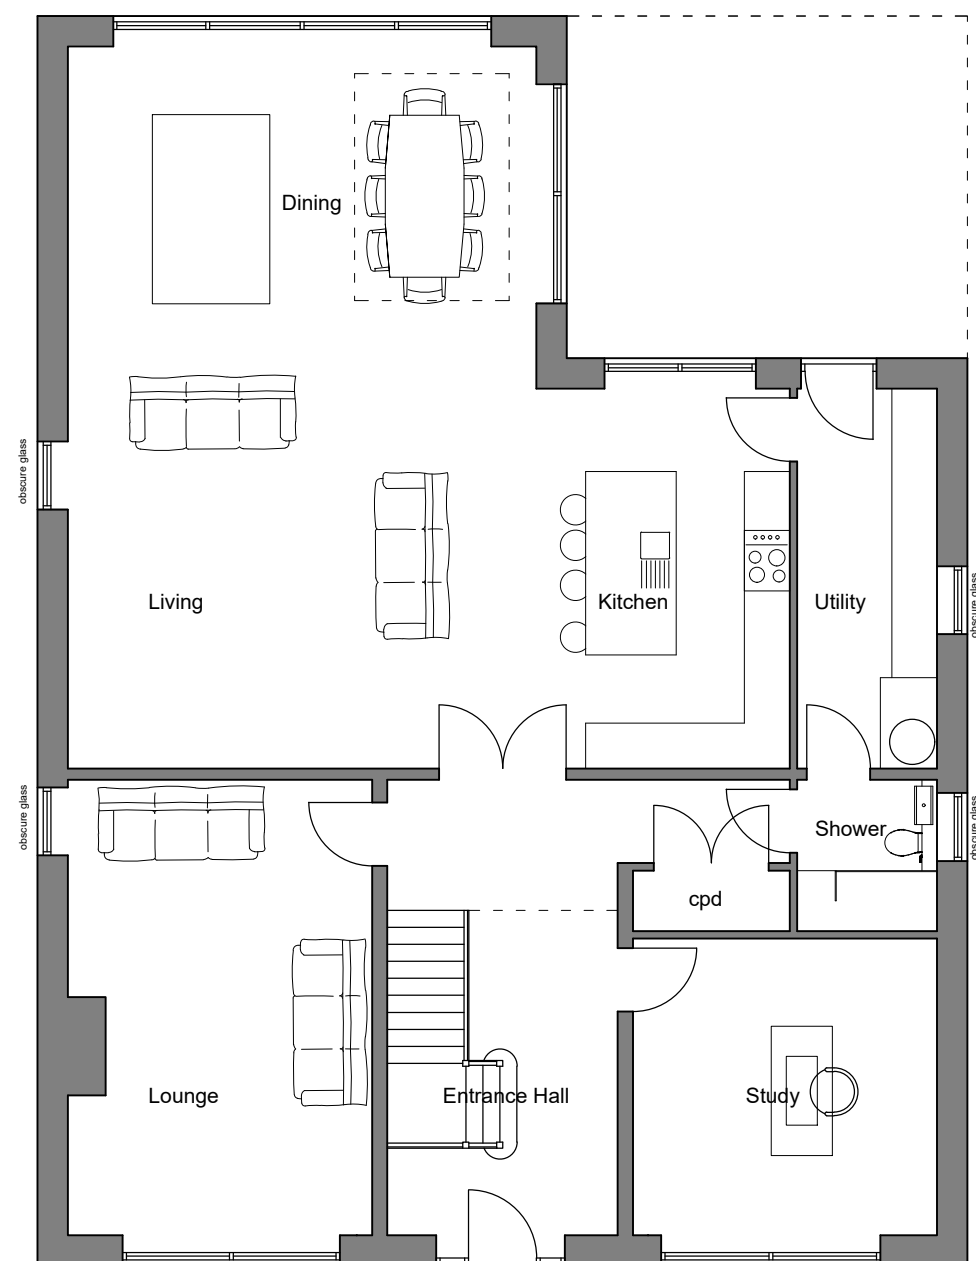 Dining
obscure glass
Living
Kitchen
Utility
obscure glass
obscure glass
Shower
obscure glass
cpd
Lounge
Entrance Hall
Study